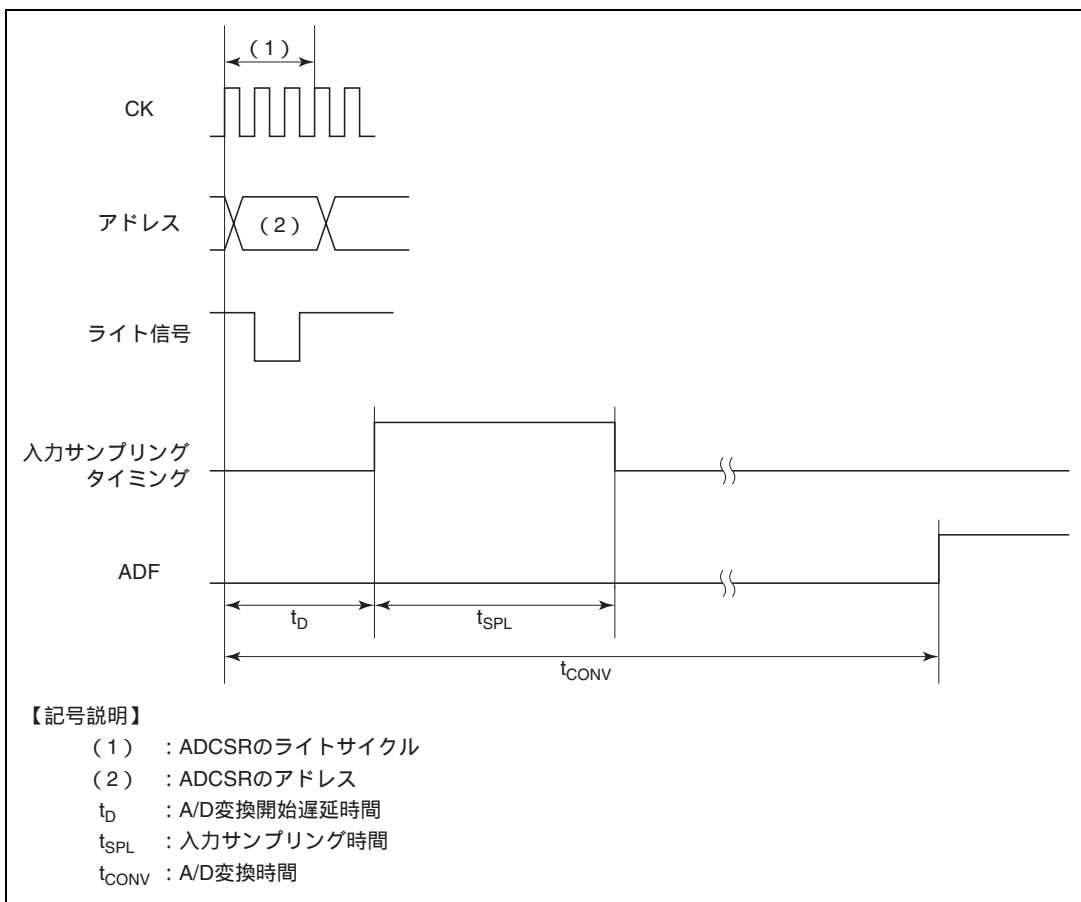 (1)
CK
アドレス
(2)
ライト信号
入力サンプリング
タイミング
ADF
tD
tSPL
tCONV
【記号説明】
(1) :ADCSRのライトサイクル
(2) :ADCSRのアドレス
tD :A/D変換開始遅延時間
tSPL :入力サンプリング時間
tCONV :A/D変換時間